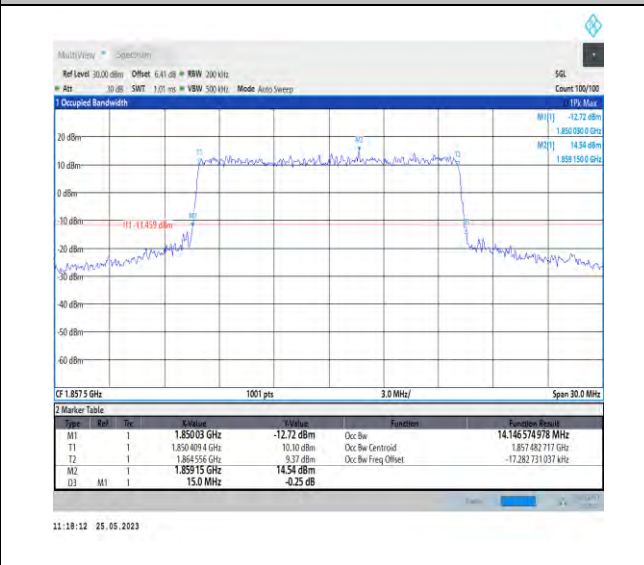 MultiView Spectrum
Ref Level 30.00 dBm Offset 6.41 dB RBW 200 kHz SGL
Att 30 dB SWT 1.01 ms VBW 500 kHz Mode Auto Sweep Count 100/100
1 Occupied Bandwidth 1Pk Max
M1[1] -12.72 dBm
1.850 030 0 GHz
M2[1] 14.54 dBm
1.859 150 0 GHz
20 dBm
T1 M2 T2
10 dBm
0 dBm
-10 dBm
H1 -11.459 dBm
-20 dBm
-30 dBm
-40 dBm
-50 dBm
-60 dBm
CF 1.8575 GHz 1001 pts 3.0 MHz/ Span 30.0 MHz
2 Marker Table
Type Ref Trc X-Value Y-Value Function Function Result
M1 1 1.85003 GHz -12.72 dBm Occ Bw 14.146 574 978 MHz
T1 1 1.850 409 4 GHz 10.10 dBm Occ Bw Centroid 1.857 482 717 GHz
T2 1 1.864 556 GHz 9.37 dBm Occ Bw Freq Offset -17.282 731 037 kHz
M2 1 1.859 15 GHz 14.54 dBm
D3 M1 1 15.0 MHz -0.25 dB
11:18:12 25.05.2023